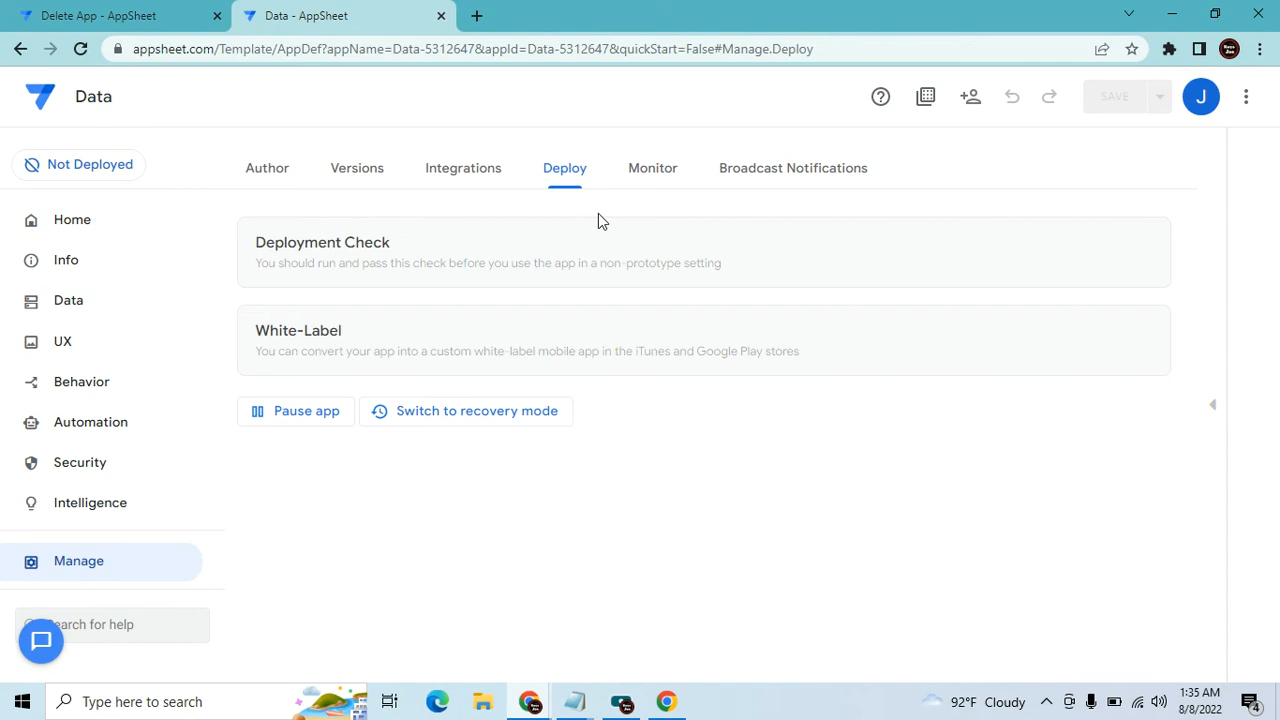 Delete App - AppSheet
Data - AppSheet
appsheet.com/Template/AppDef?appName=Data-5312647&appId=Data-5312647&quickStart=False#Manage.Deploy
Data
SAVE
J
Not Deployed
Author
Versions
Integrations
Deploy
Monitor
Broadcast Notifications
Home
Info
Data
UX
Behavior
Automation
Security
Intelligence
Manage
earch for help
Deployment Check
You should run and pass this check before you use the app in a non-prototype setting
White-Label
You can convert your app into a custom white-label mobile app in the iTunes and Google Play stores
Pause app
Switch to recovery mode
Type here to search
92°F Cloudy
1:35 AM
8/8/2022
4